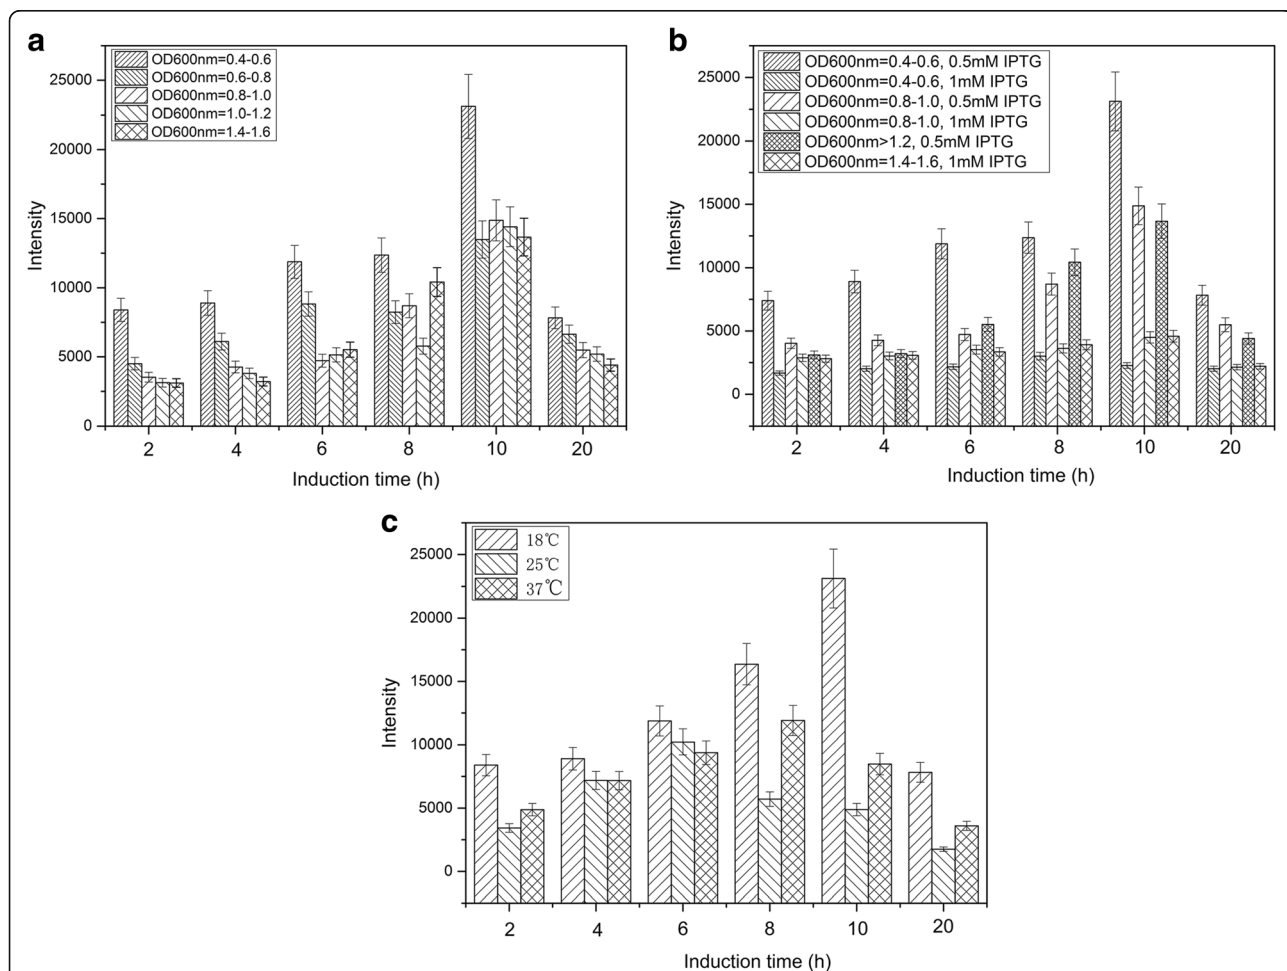 a
OD600nm=0.4-0.6
OD600nm=0.6-0.8
OD600nm=0.8-1.0
OD600nm=1.0-1.2
OD600nm=1.4-1.6
25000
20000
15000
10000
5000
0
Intensity
2 4 6 8 10 20
Induction time (h)
b
OD600nm=0.4-0.6, 0.5mM IPTG
OD600nm=0.4-0.6, 1mM IPTG
OD600nm=0.8-1.0, 0.5mM IPTG
OD600nm=0.8-1.0, 1mM IPTG
OD600nm>1.2, 0.5mM IPTG
OD600nm=1.4-1.6, 1mM IPTG
25000
20000
15000
10000
5000
0
Intensity
2 4 6 8 10 20
Induction time (h)
c
18℃
25℃
37℃
25000
20000
15000
10000
5000
0
Intensity
2 4 6 8 10 20
Induction time (h)